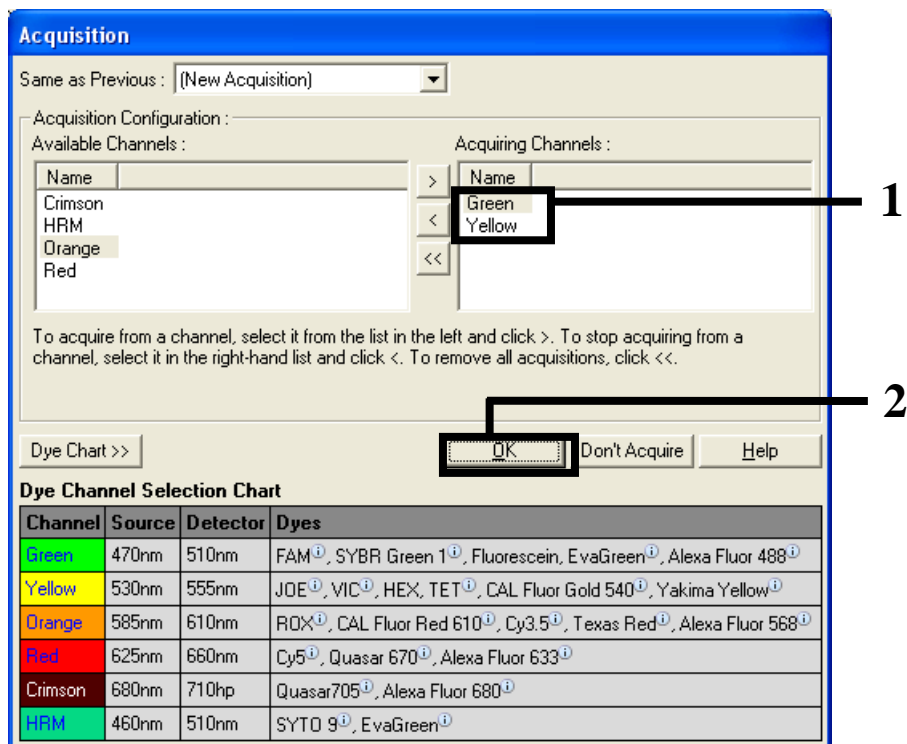 Acquisition
Same as Previous : (New Acquisition)
Acquisition Configuration :
Available Channels :
Acquiring Channels :
Name
Crimson
HRM
Orange
Red
>
<
<<
Name
Green
Yellow
1
To acquire from a channel, select it from the list in the left and click >. To stop acquiring from a
channel, select it in the right-hand list and click <. To remove all acquisitions, click <<.
2
Dye Chart >> OK Don't Acquire Help
Dye Channel Selection Chart
Channel Source Detector Dyes
Green 470nm 510nm FAM, SYBR Green 1, Fluorescein, EvaGreen, Alexa Fluor 488
Yellow 530nm 555nm JOE, VIC, HEX, TET, CAL Fluor Gold 540, Yakima Yellow
Orange 585nm 610nm ROX, CAL Fluor Red 610, Cy3.5, Texas Red, Alexa Fluor 568
Red 625nm 660nm Cy5, Quasar 670, Alexa Fluor 633
Crimson 680nm 710hp Quasar705, Alexa Fluor 680
HRM 460nm 510nm SYTO 9, EvaGreen